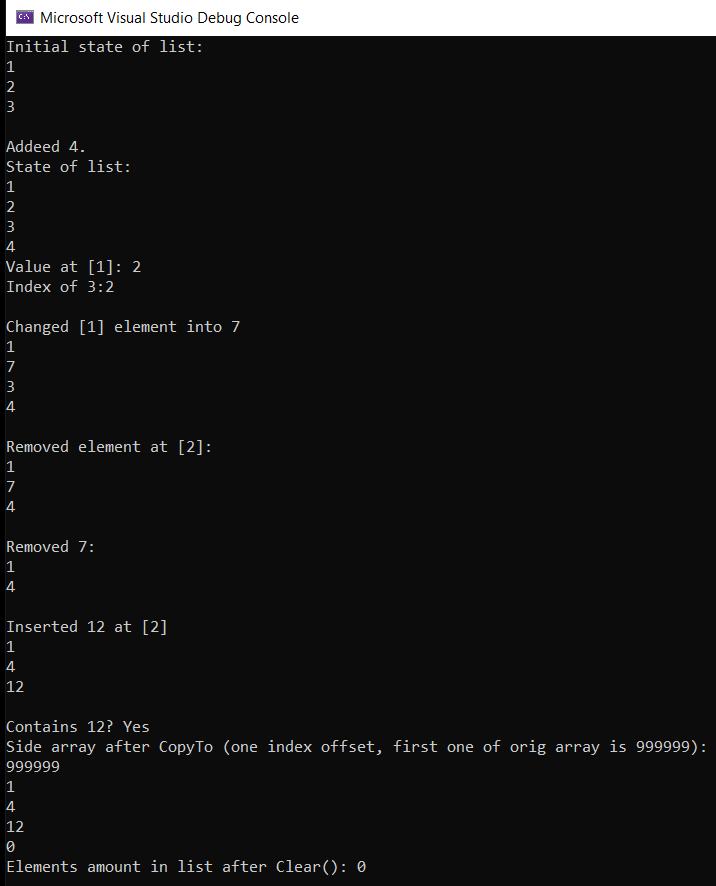 Microsoft Visual Studio Debug Console
Initial state of list:
1
2
3
Addeed 4.
State of list:
1
2
3
4
Value at [1]: 2
Index of 3:2
Changed [1] element into 7
1
7
3
4
Removed element at [2]:
1
7
4
Removed 7:
1
4
Inserted 12 at [2]
1
4
12
Contains 12? Yes
Side array after CopyTo (one index offset, first one of orig array is 999999):
999999
1
4
12
0
Elements amount in list after Clear(): 0